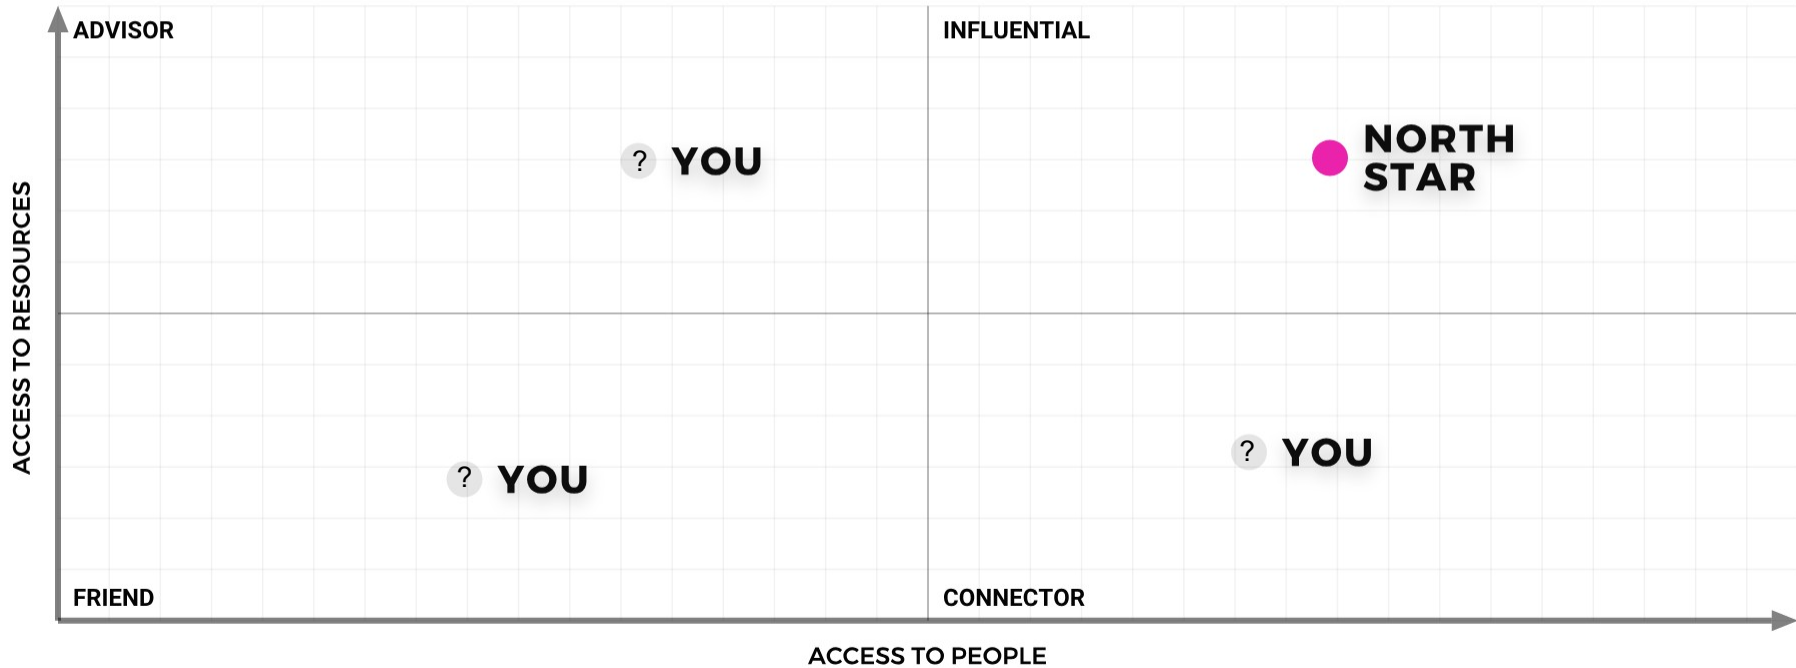 ADVISOR
INFLUENTIAL
NORTH
STAR
? YOU
ACCESS TO RESOURCES
? YOU
? YOU
FRIEND
CONNECTOR
ACCESS TO PEOPLE